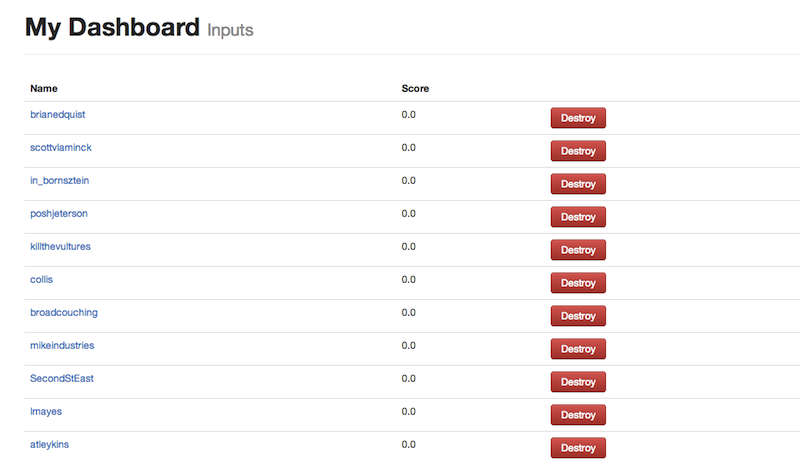 My Dashboard Inputs
Name Score
brianedquist 0.0 Destroy
scottvlaminck 0.0 Destroy
in_bornsztein 0.0 Destroy
poshjeterson 0.0 Destroy
killthevultures 0.0 Destroy
collis 0.0 Destroy
broadcouching 0.0 Destroy
mikeindustries 0.0 Destroy
SecondStEast 0.0 Destroy
lmayes 0.0 Destroy
atleykins 0.0 Destroy